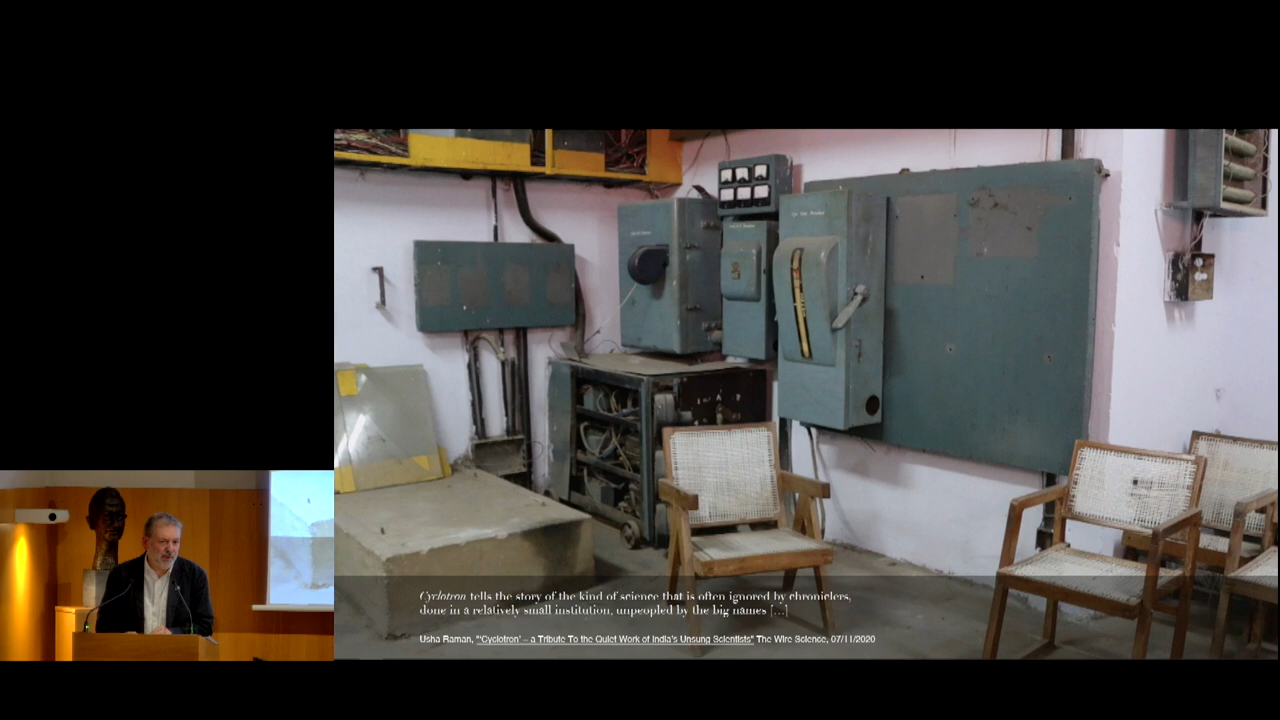 Cyclotron tells the story of the kind of science that is often ignored by chroniclers,
done in a relatively small institution, unpeopled by the big names [...]
Usha Raman, "'Cyclotron' – a Tribute To the Quiet Work of India's Unsung Scientists" The Wire Science, 07/11/2020